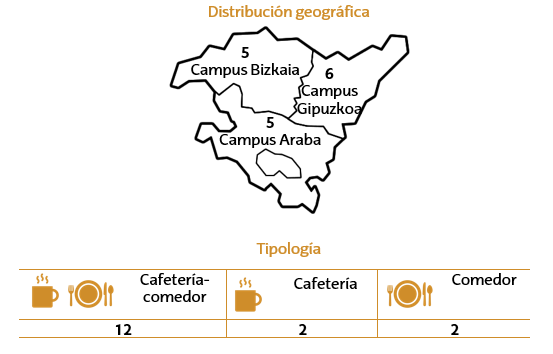 Distribución geográfica
5
Campus Bizkaia
6
Campus
Gipuzkoa
5
Campus Araba
Tipología
Cafetería-
comedor
Cafetería
Comedor
12
2
2